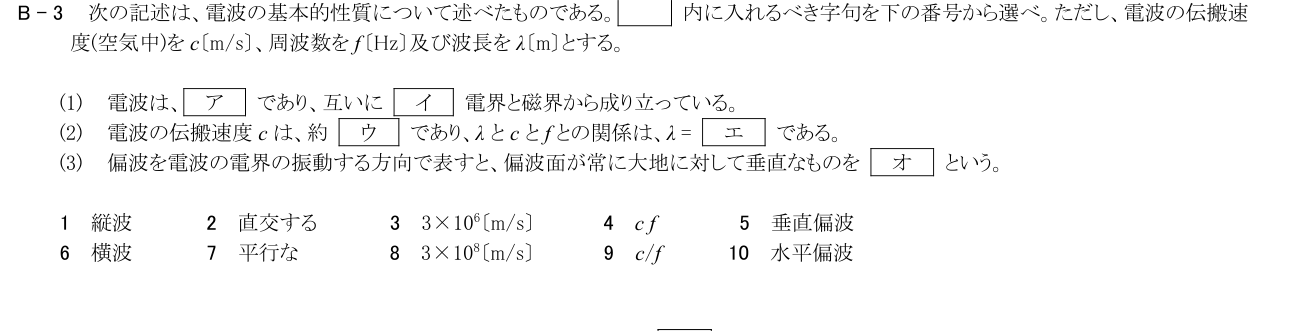 B－3　次の記述は、電波の基本的性質について述べたものである。□内に入れるべき字句を下の番号から選べ。ただし、電波の伝搬速
度(空気中)を c〔m/s〕、周波数を f〔Hz〕及び波長を λ〔m〕とする。
(1)　電波は、 ア であり、互いに イ 電界と磁界から成り立っている。
(2)　電波の伝搬速度 c は、約 ウ であり、λ と c と f との関係は、λ = エ である。
(3)　偏波を電波の電界の振動する方向で表すと、偏波面が常に大地に対して垂直なものを オ という。
1　縦波　2　直交する　3　3×10⁶〔m/s〕　4　c f　5　垂直偏波
6　横波　7　平行な　8　3×10⁸〔m/s〕　9　c/f　10　水平偏波